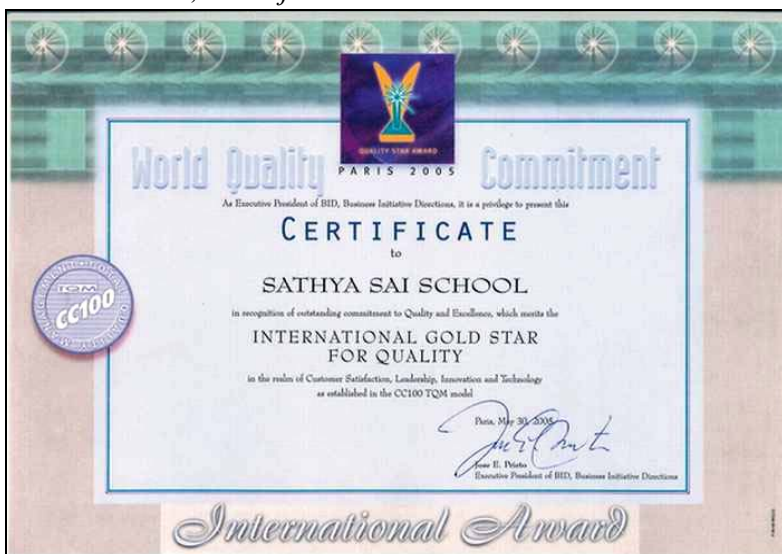 QUALITY STAR AWARD
World Quality Commitment
PARIS 2005
As Executive President of BID, Business Initiative Directions, it is a privilege to present this
CERTIFICATE
to
SATHYA SAI SCHOOL
in recognition of outstanding commitment to Quality and Excellence, which merits the
INTERNATIONAL GOLD STAR
FOR QUALITY
in the realm of Customer Satisfaction, Leadership, Innovation and Technology
as established in the CC100 TQM model
TQM
CC100
Paris, May 30, 2005
Jose E. Prieto
Executive President of BID, Business Initiative Directions
International Award